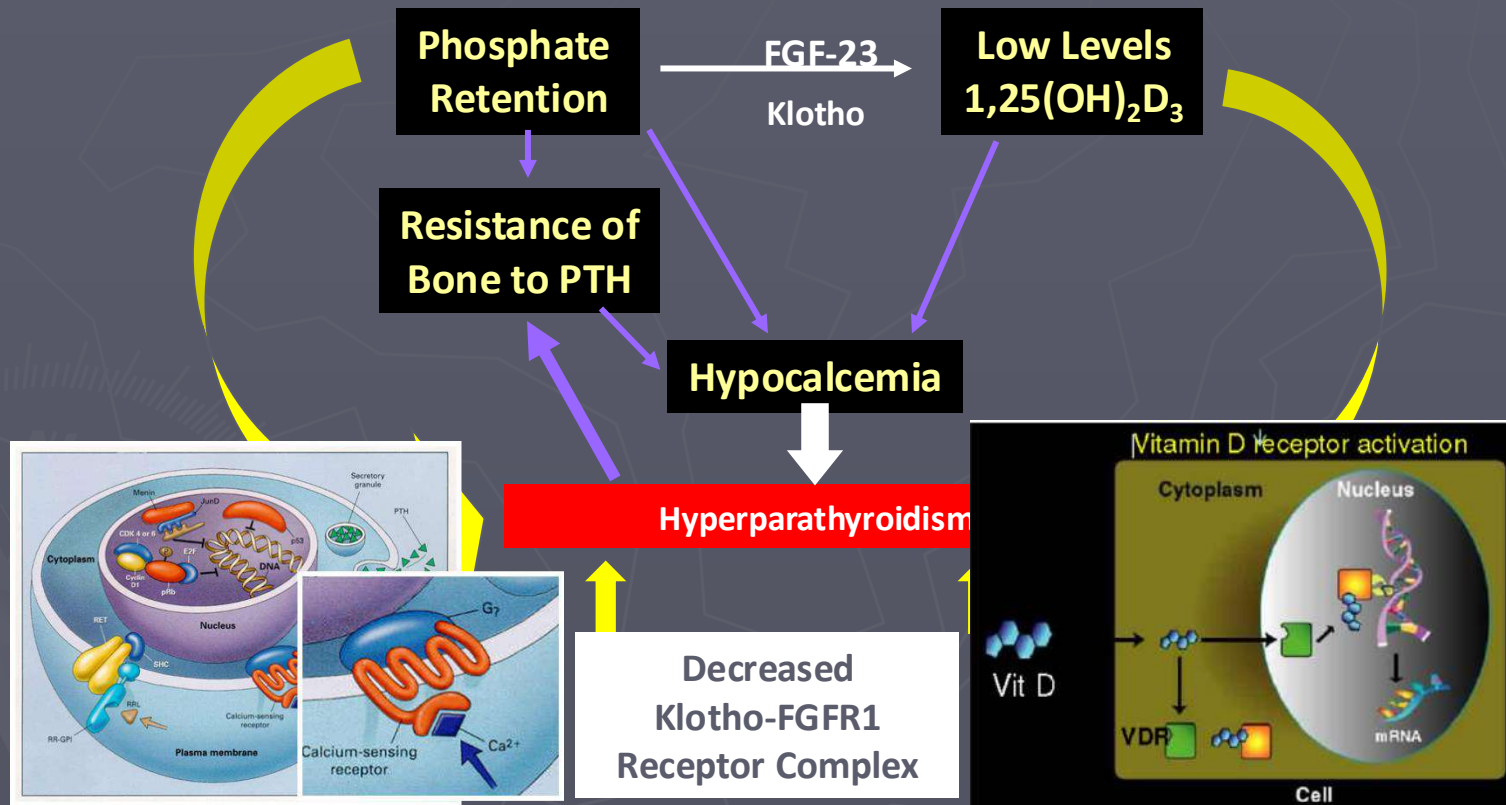 Phosphate
Retention
FGF-23
Klotho
Low Levels
1,25(OH)₂D₃
Resistance of
Bone to PTH
Hypocalcemia
Hyperparathyroidism
Decreased
Klotho-FGFR1
Receptor Complex
Menin
JunD
Secretory
granule
PTH
CDK 4 or 6
P
E2F
p53
Cytoplasm
Cyclin
D1
pRb
DNA
Nucleus
RET
SHC
RRL
RR-GPI
Calcium-sensing
receptor
Plasma membrane
G?
Calcium-sensing
receptor
Ca²⁺
Vitamin D receptor activation
Cytoplasm
Nucleus
Vit D
VDR
mRNA
Cell